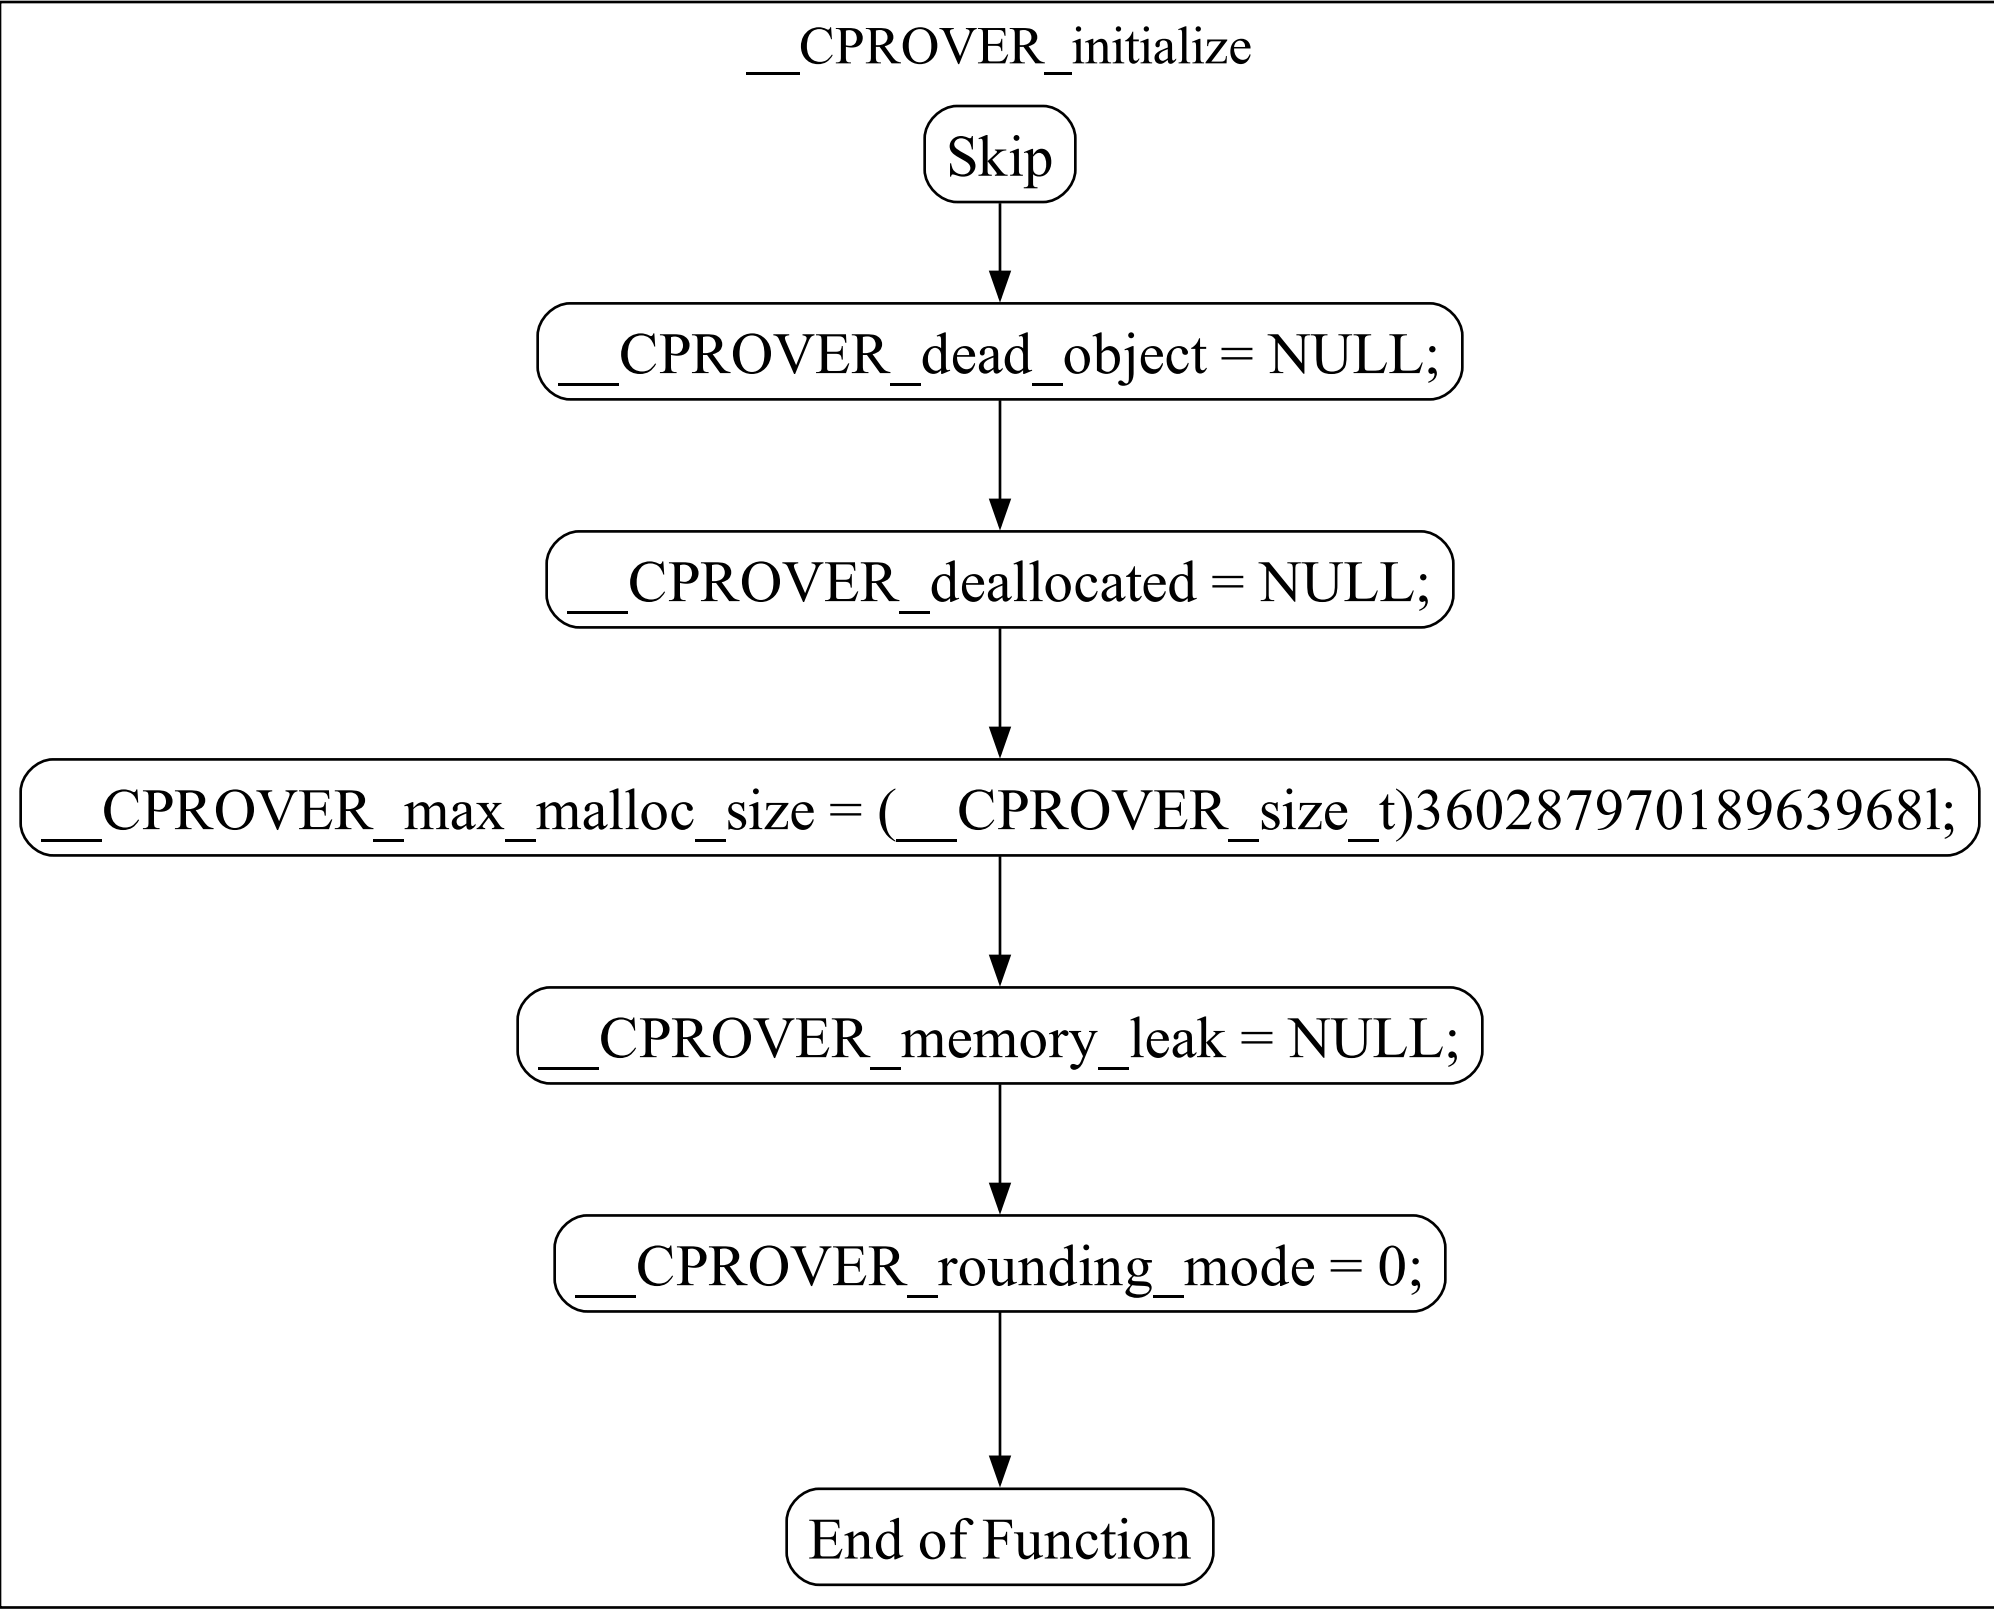 __CPROVER_initialize
Skip
__CPROVER_dead_object = NULL;
__CPROVER_deallocated = NULL;
__CPROVER_max_malloc_size = (__CPROVER_size_t)36028797018963968l;
__CPROVER_memory_leak = NULL;
__CPROVER_rounding_mode = 0;
End of Function